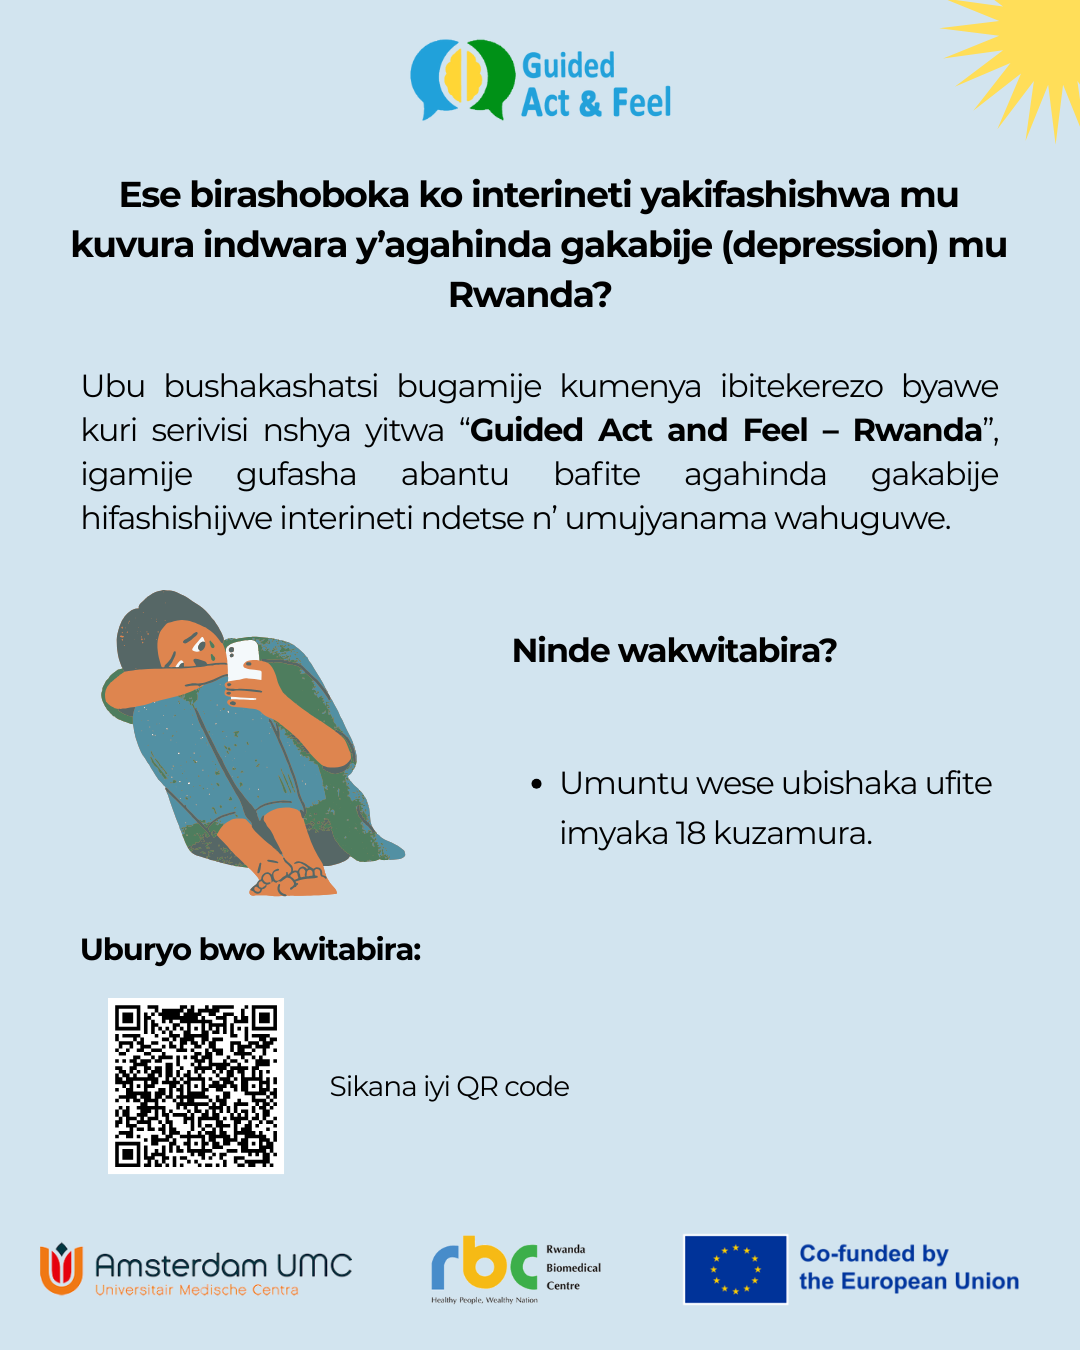 Guided
Act & Feel
Ese birashoboka ko interineti yakifashishwa mu
kuvura indwara y’agahinda gakabije (depression) mu
Rwanda?
Ubu bushakashatsi bugamije kumenya ibitekerezo byawe
kuri serivisi nshya yitwa “Guided Act and Feel – Rwanda”,
igamije gufasha abantu bafite agahinda gakabije
hifashishijwe interineti ndetse n’ umujyanama wahuguwe.
Ninde wakwitabira?
• Umuntu wese ubishaka ufite
imyaka 18 kuzamura.
Uburyo bwo kwitabira:
Sikana iyi QR code
Amsterdam UMC
Universitair Medische Centra
rbc
Rwanda
Biomedical
Centre
Healthy People, Wealthy Nation
Co-funded by
the European Union